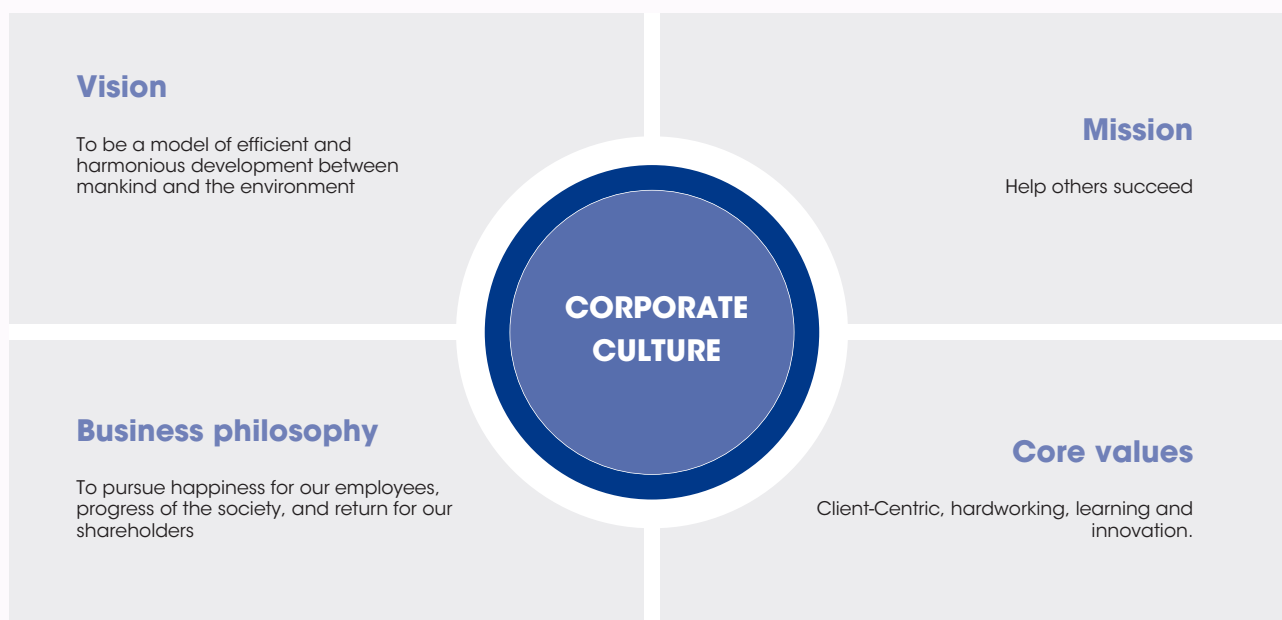 Vision
To be a model of efficient and
harmonious development between
mankind and the environment
Mission
Help others succeed
CORPORATE
CULTURE
Business philosophy
To pursue happiness for our employees,
progress of the society, and return for our
shareholders
Core values
Client-Centric, hardworking, learning and
innovation.